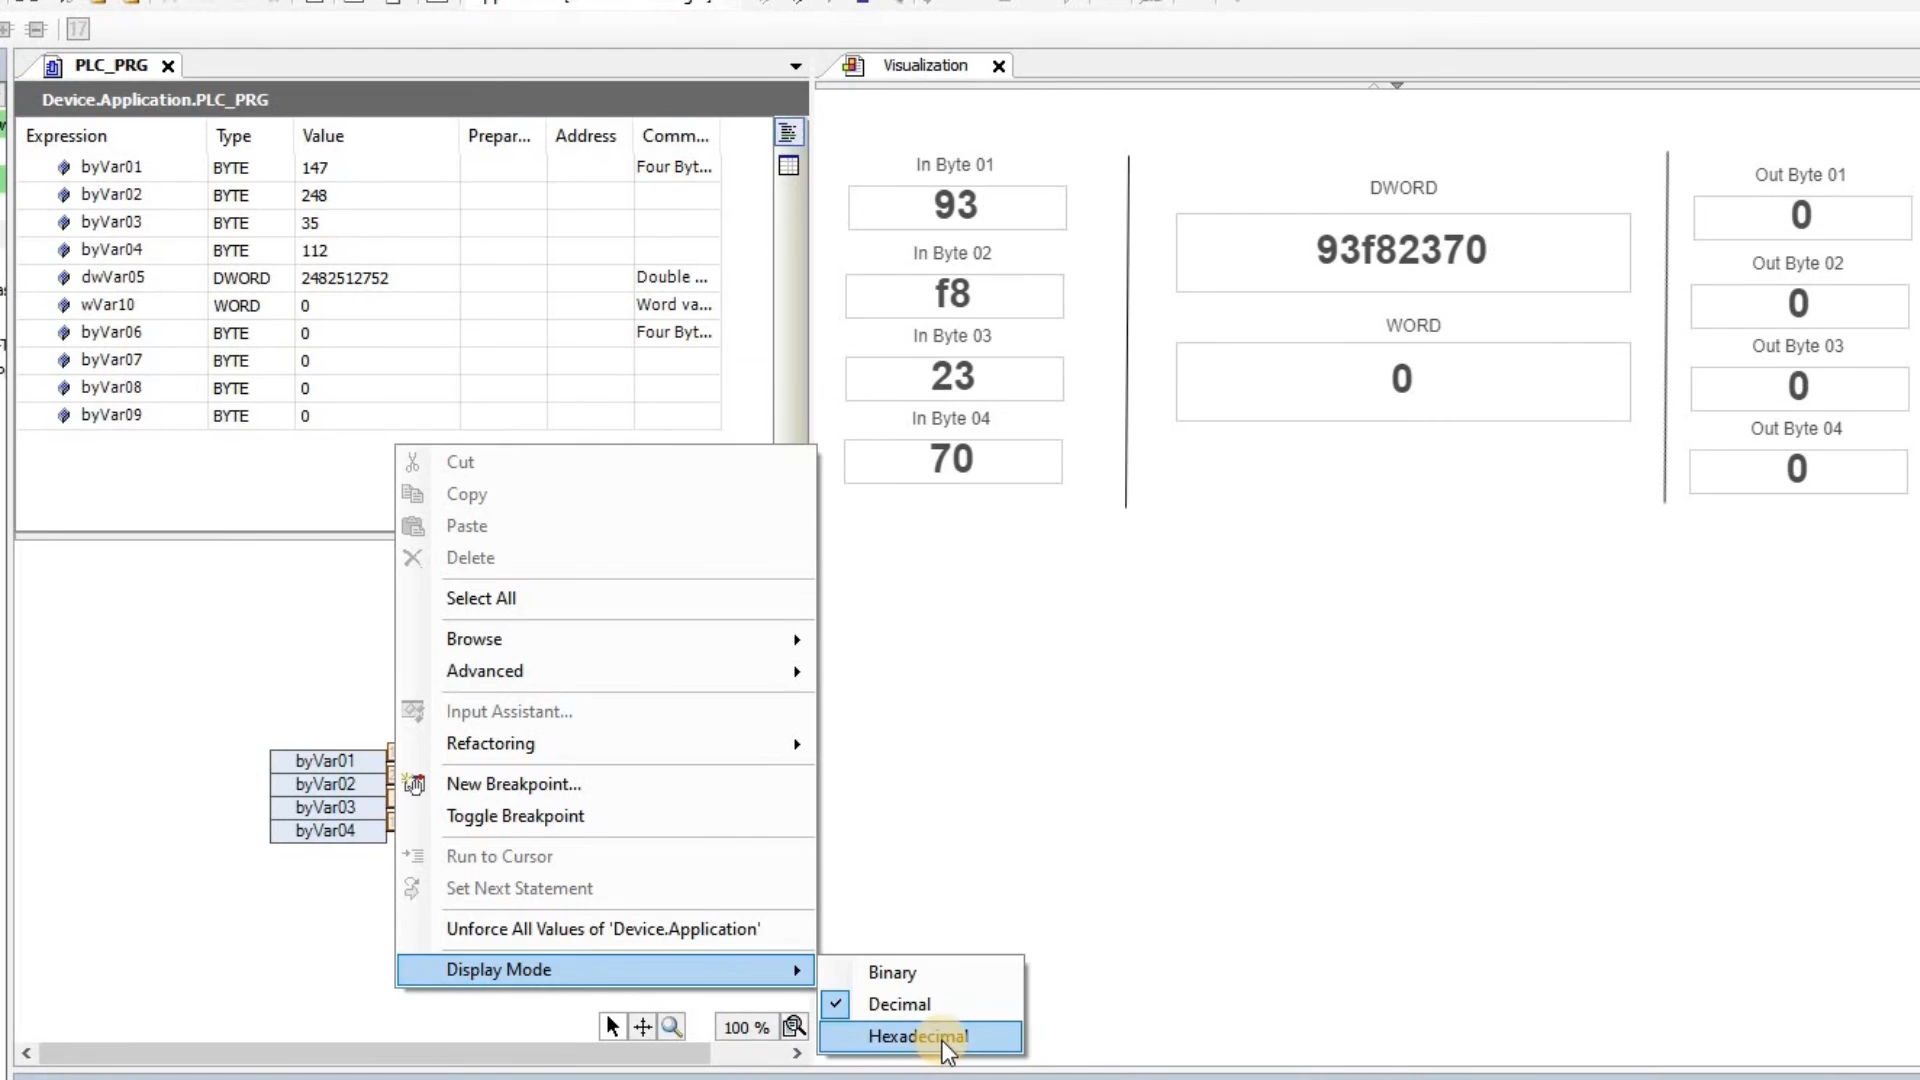 17
PLC_PRG
Visualization
Device.Application.PLC_PRG
Expression Type Value Prepar... Address Comm...
byVar01 BYTE 147 Four Byt...
byVar02 BYTE 248
byVar03 BYTE 35
byVar04 BYTE 112
dwVar05 DWORD 2482512752 Double ...
wVar10 WORD 0 Word va...
byVar06 BYTE 0 Four Byt...
byVar07 BYTE 0
byVar08 BYTE 0
byVar09 BYTE 0
In Byte 01
93
In Byte 02
f8
In Byte 03
23
In Byte 04
70
DWORD
93f82370
WORD
0
Out Byte 01
0
Out Byte 02
0
Out Byte 03
0
Out Byte 04
0
Cut
Copy
Paste
Delete
Select All
Browse
Advanced
Input Assistant...
Refactoring
New Breakpoint...
Toggle Breakpoint
Run to Cursor
Set Next Statement
Unforce All Values of 'Device.Application'
Display Mode
Binary
Decimal
Hexadecimal
byVar01
byVar02
byVar03
byVar04
100 %